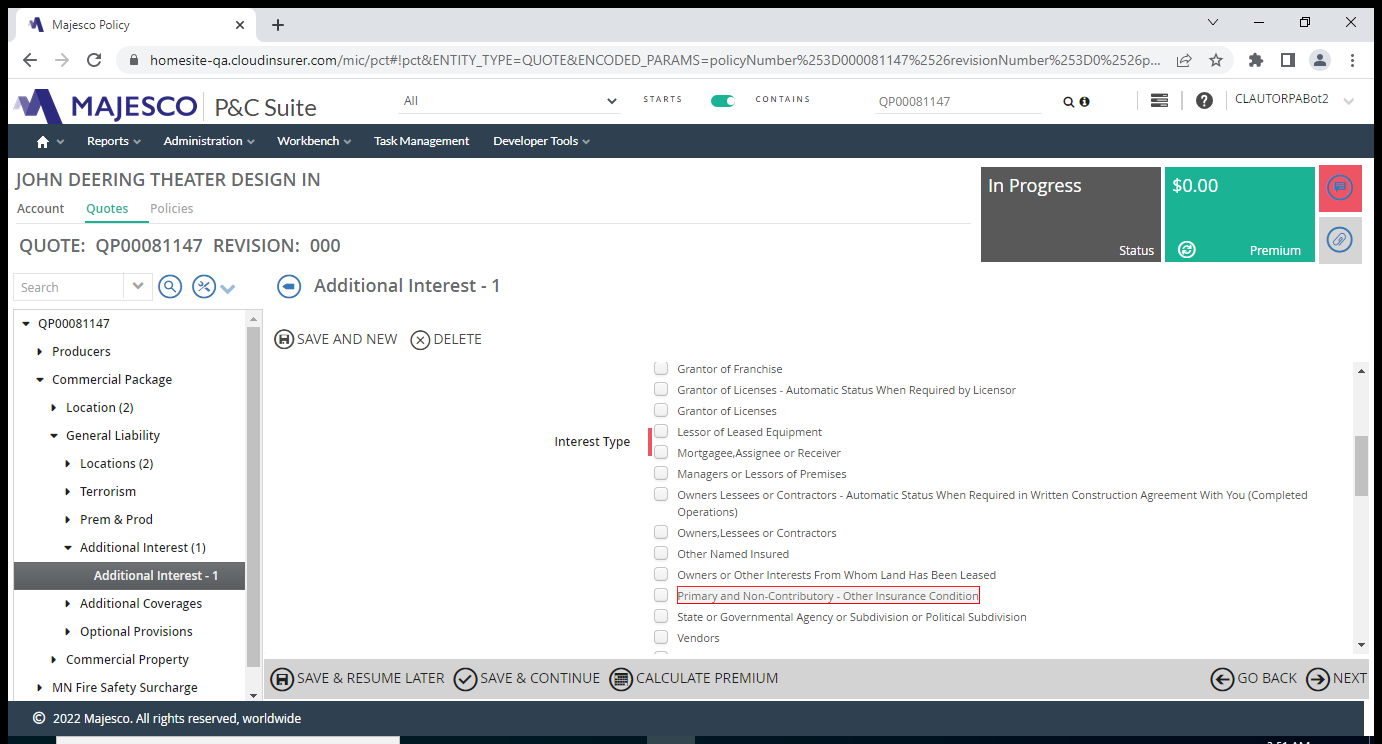 Majesco Policy
homesite-qa.cloudinsurer.com/mic/pct#!pct&ENTITY_TYPE=QUOTE&ENCODED_PARAMS=policyNumber%253D000081147%2526revisionNumber%253D0%2526p...
MAJESCO P&C Suite All STARTS CONTAINS QP00081147 CLAUTORPABot2
Reports Administration Workbench Task Management Developer Tools
JOHN DEERING THEATER DESIGN IN
Account Quotes Policies
QUOTE: QP00081147 REVISION: 000
In Progress
Status
$0.00
Premium
Search
Additional Interest - 1
SAVE AND NEW DELETE
QP00081147
Producers
Commercial Package
Location (2)
General Liability
Locations (2)
Terrorism
Prem & Prod
Additional Interest (1)
Additional Interest - 1
Additional Coverages
Optional Provisions
Commercial Property
MN Fire Safety Surcharge
Interest Type
Grantor of Franchise
Grantor of Licenses - Automatic Status When Required by Licensor
Grantor of Licenses
Lessor of Leased Equipment
Mortgagee,Assignee or Receiver
Managers or Lessors of Premises
Owners Lessees or Contractors - Automatic Status When Required in Written Construction Agreement With You (Completed
Operations)
Owners,Lessees or Contractors
Other Named Insured
Owners or Other Interests From Whom Land Has Been Leased
Primary and Non-Contributory - Other Insurance Condition
State or Governmental Agency or Subdivision or Political Subdivision
Vendors
SAVE & RESUME LATER SAVE & CONTINUE CALCULATE PREMIUM GO BACK NEXT
© 2022 Majesco. All rights reserved, worldwide